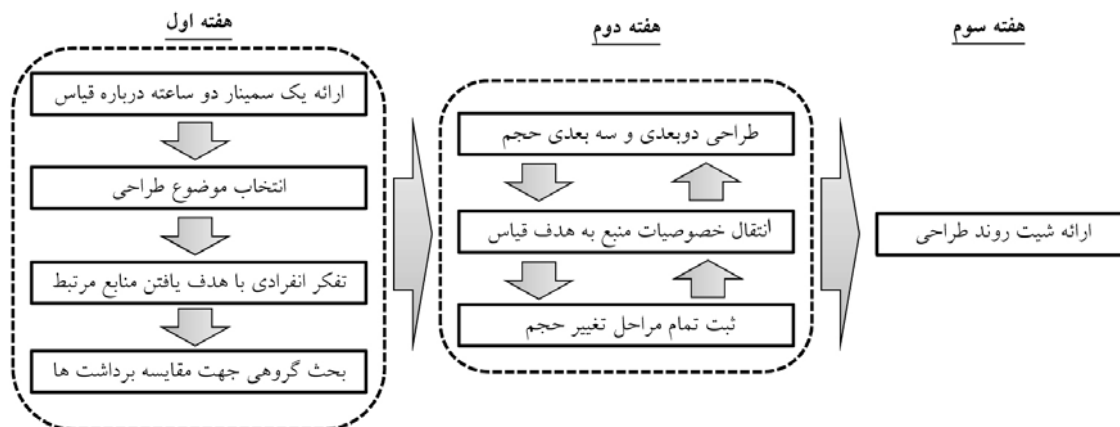 هفته اول
ارائه یک سمینار دو ساعته درباره قیاس
انتخاب موضوع طراحی
تفکر انفرادی با هدف یافتن منابع مرتبط
بحث گروهی جهت مقایسه برداشت ها
هفته دوم
طراحی دوبعدی و سه بعدی حجم
انتقال خصوصیات منبع به هدف قیاس
ثبت تمام مراحل تغییر حجم
هفته سوم
ارائه شیت روند طراحی